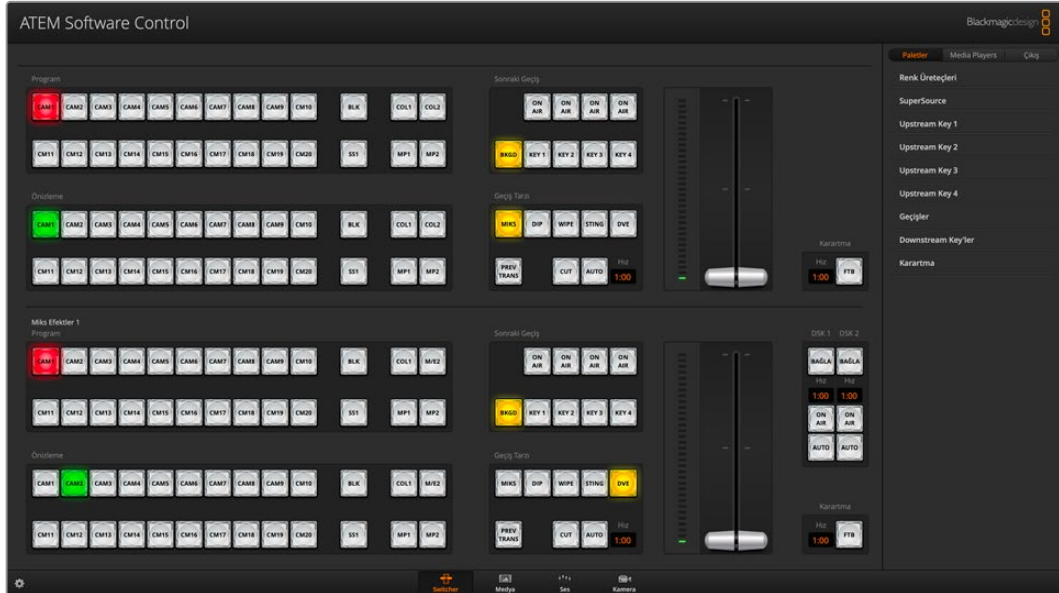 ATEM Software Control
Blackmagicdesign
Paletler Media Players Çıkış
Renk Üreteçleri
SuperSource
Upstream Key 1
Upstream Key 2
Upstream Key 3
Upstream Key 4
Geçişler
Downstream Key'ler
Karartma
Program
CAM1 CAM2 CAM3 CAM4 CAM5 CAM6 CAM7 CAM8 CAM9 CM10 BLK COL1 COL2
CM11 CM12 CM13 CM14 CM15 CM16 CM17 CM18 CM19 CM20 SS1 MP1 MP2
Sonraki Geçiş
ON AIR ON AIR ON AIR ON AIR
BKGD KEY 1 KEY 2 KEY 3 KEY 4
Önizleme
CAM1 CAM2 CAM3 CAM4 CAM5 CAM6 CAM7 CAM8 CAM9 CM10 BLK COL1 COL2
CM11 CM12 CM13 CM14 CM15 CM16 CM17 CM18 CM19 CM20 SS1 MP1 MP2
Geçiş Tarzı
MIKS DIP WIPE STING DVE
PREV TRANS CUT AUTO Hız 1:00
Karartma
Hız 1:00 FTB
Miks Efektler 1
Program
CAM1 CAM2 CAM3 CAM4 CAM5 CAM6 CAM7 CAM8 CAM9 CM10 BLK COL1 M/E2
CM11 CM12 CM13 CM14 CM15 CM16 CM17 CM18 CM19 CM20 SS1 MP1 MP2
Sonraki Geçiş
ON AIR ON AIR ON AIR ON AIR
BKGD KEY 1 KEY 2 KEY 3 KEY 4
DSK 1 DSK 2
BAĞLA BAĞLA
Hız Hız
1:00 1:00
ON AIR ON AIR
AUTO AUTO
Önizleme
CAM1 CAM2 CAM3 CAM4 CAM5 CAM6 CAM7 CAM8 CAM9 CM10 BLK COL1 M/E2
CM11 CM12 CM13 CM14 CM15 CM16 CM17 CM18 CM19 CM20 SS1 MP1 MP2
Geçiş Tarzı
MIKS DIP WIPE STING DVE
PREV TRANS CUT AUTO Hız 1:00
Karartma
Hız 1:00 FTB
Switcher Medya Ses Kamera